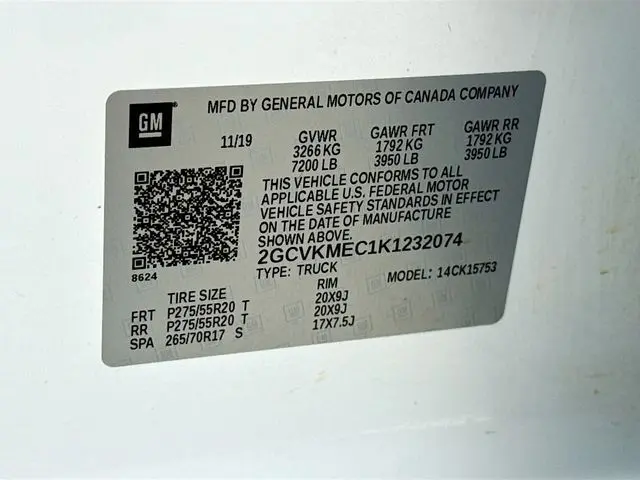 GM
MFD BY GENERAL MOTORS OF CANADA COMPANY
11/19 GVWR GAWR FRT GAWR RR
3266 KG 1792 KG 1792 KG
7200 LB 3950 LB 3950 LB
THIS VEHICLE CONFORMS TO ALL
APPLICABLE U.S. FEDERAL MOTOR
VEHICLE SAFETY STANDARDS IN EFFECT
ON THE DATE OF MANUFACTURE
SHOWN ABOVE.
8624
2GCVKMEC1K1232074
TYPE: TRUCK MODEL: 14CK15753
TIRE SIZE RIM
FRT P275/55R20 T 20X9J
RR P275/55R20 T 20X9J
SPA 265/70R17 S 17X7.5J